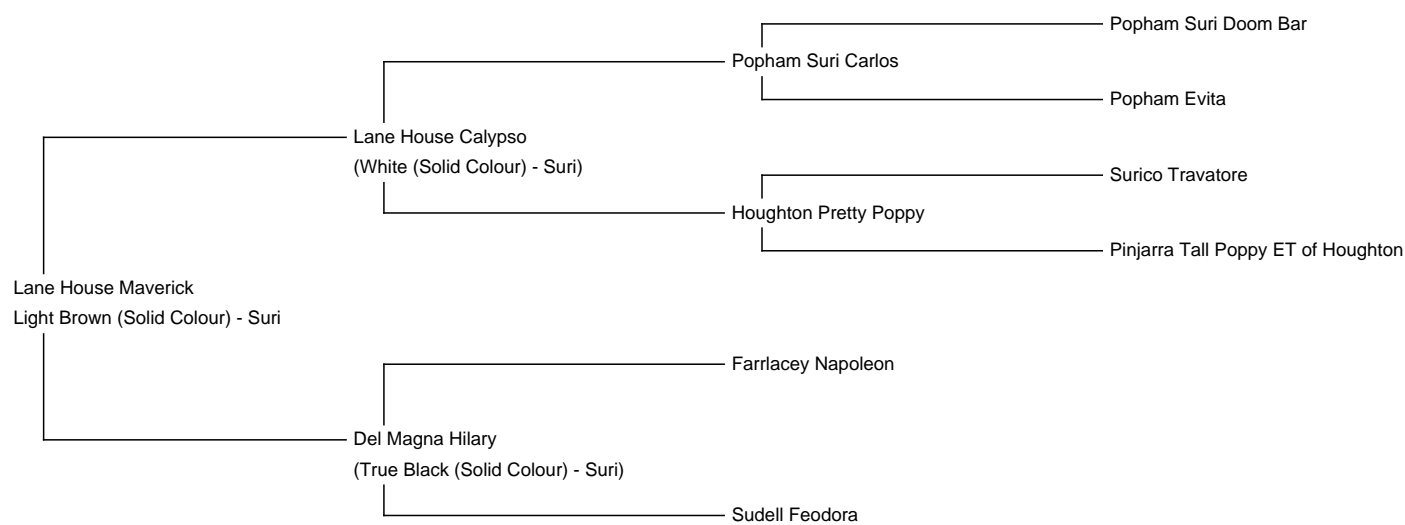 Popham Suri Doom Bar
Popham Suri Carlos
Popham Evita
Lane House Calypso
(White (Solid Colour) - Suri)
Surico Travatore
Houghton Pretty Poppy
Pinjarra Tall Poppy ET of Houghton
Lane House Maverick
Light Brown (Solid Colour) - Suri
Farrlacey Napoleon
Del Magna Hilary
(True Black (Solid Colour) - Suri)
Sudell Feodora